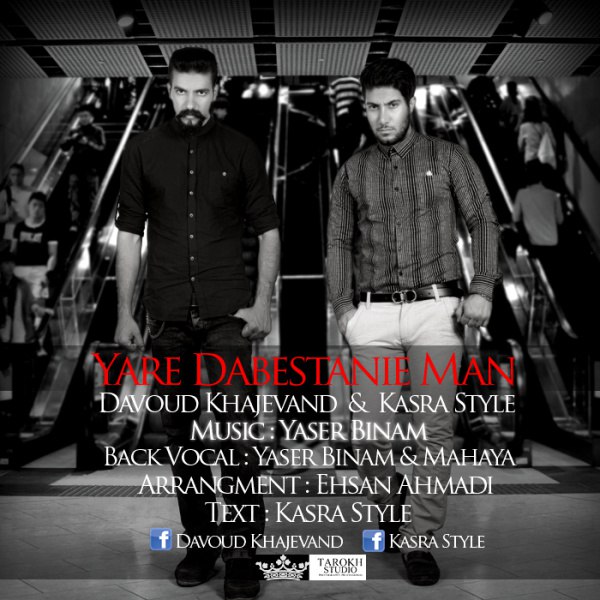 YARE DABESTANIE MAN
DAVOUD KHAJEVAND & KASRA STYLE
MUSIC : YASER BINAM
BACK VOCAL : YASER BINAM & MAHAYA
ARRANGMENT : EHSAN AHMADI
TEXT : KASRA STYLE
f DAVOUD KHAJEVAND f KASRA STYLE
TAROKH
STUDIO